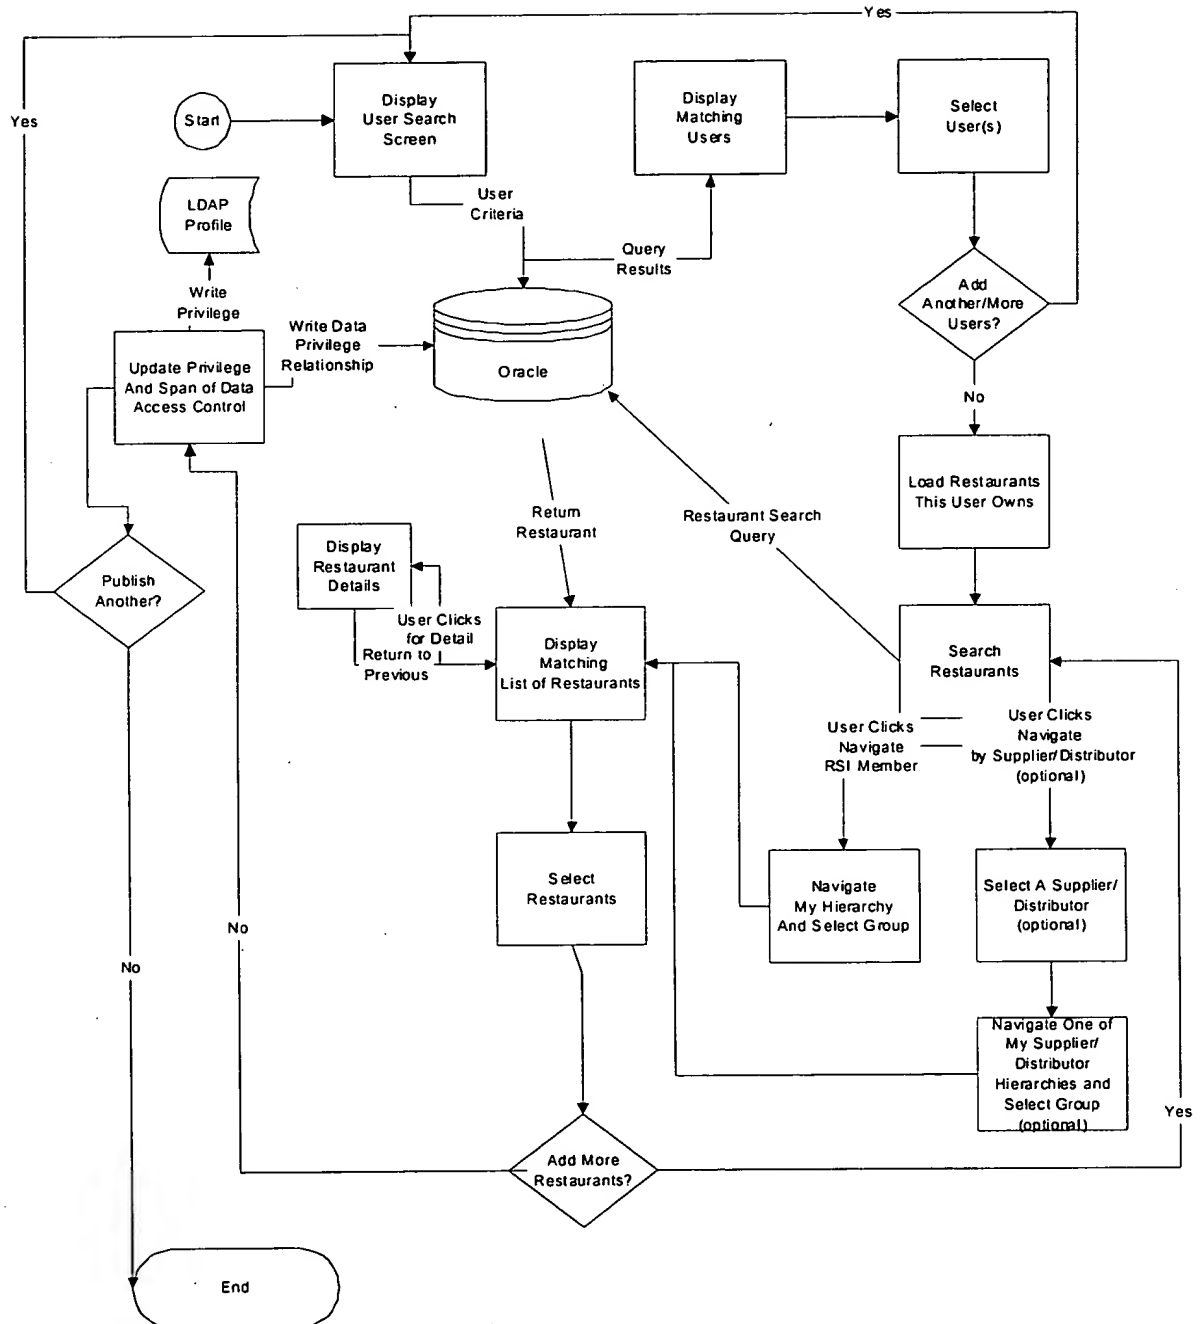 Yes
Yes
Start
Display
User Search
Screen
Display
Matching
Users
Select
User(s)
LDAP
Profile
User
Criteria
Query
Results
Write
Privilege
Write Data
Privilege
Relationship
Add
Another/More
Users?
Update Privilege
And Span of Data
Access Control
Oracle
No
Load Restaurants
This User Owns
Return
Restaurant
Restaurant Search
Query
Display
Restaurant
Details
Publish
Another?
User Clicks
for Detail
Return to
Previous
Display
Matching
List of Restaurants
Search
Restaurants
User Clicks
Navigate
RSI Member
User Clicks
Navigate
by Supplier/Distributor
(optional)
Select
Restaurants
Navigate
My Hierarchy
And Select Group
Select A Supplier/
Distributor
(optional)
No
No
Navigate One of
My Supplier/
Distributor
Hierarchies and
Select Group
(optional)
Yes
Add More
Restaurants?
End